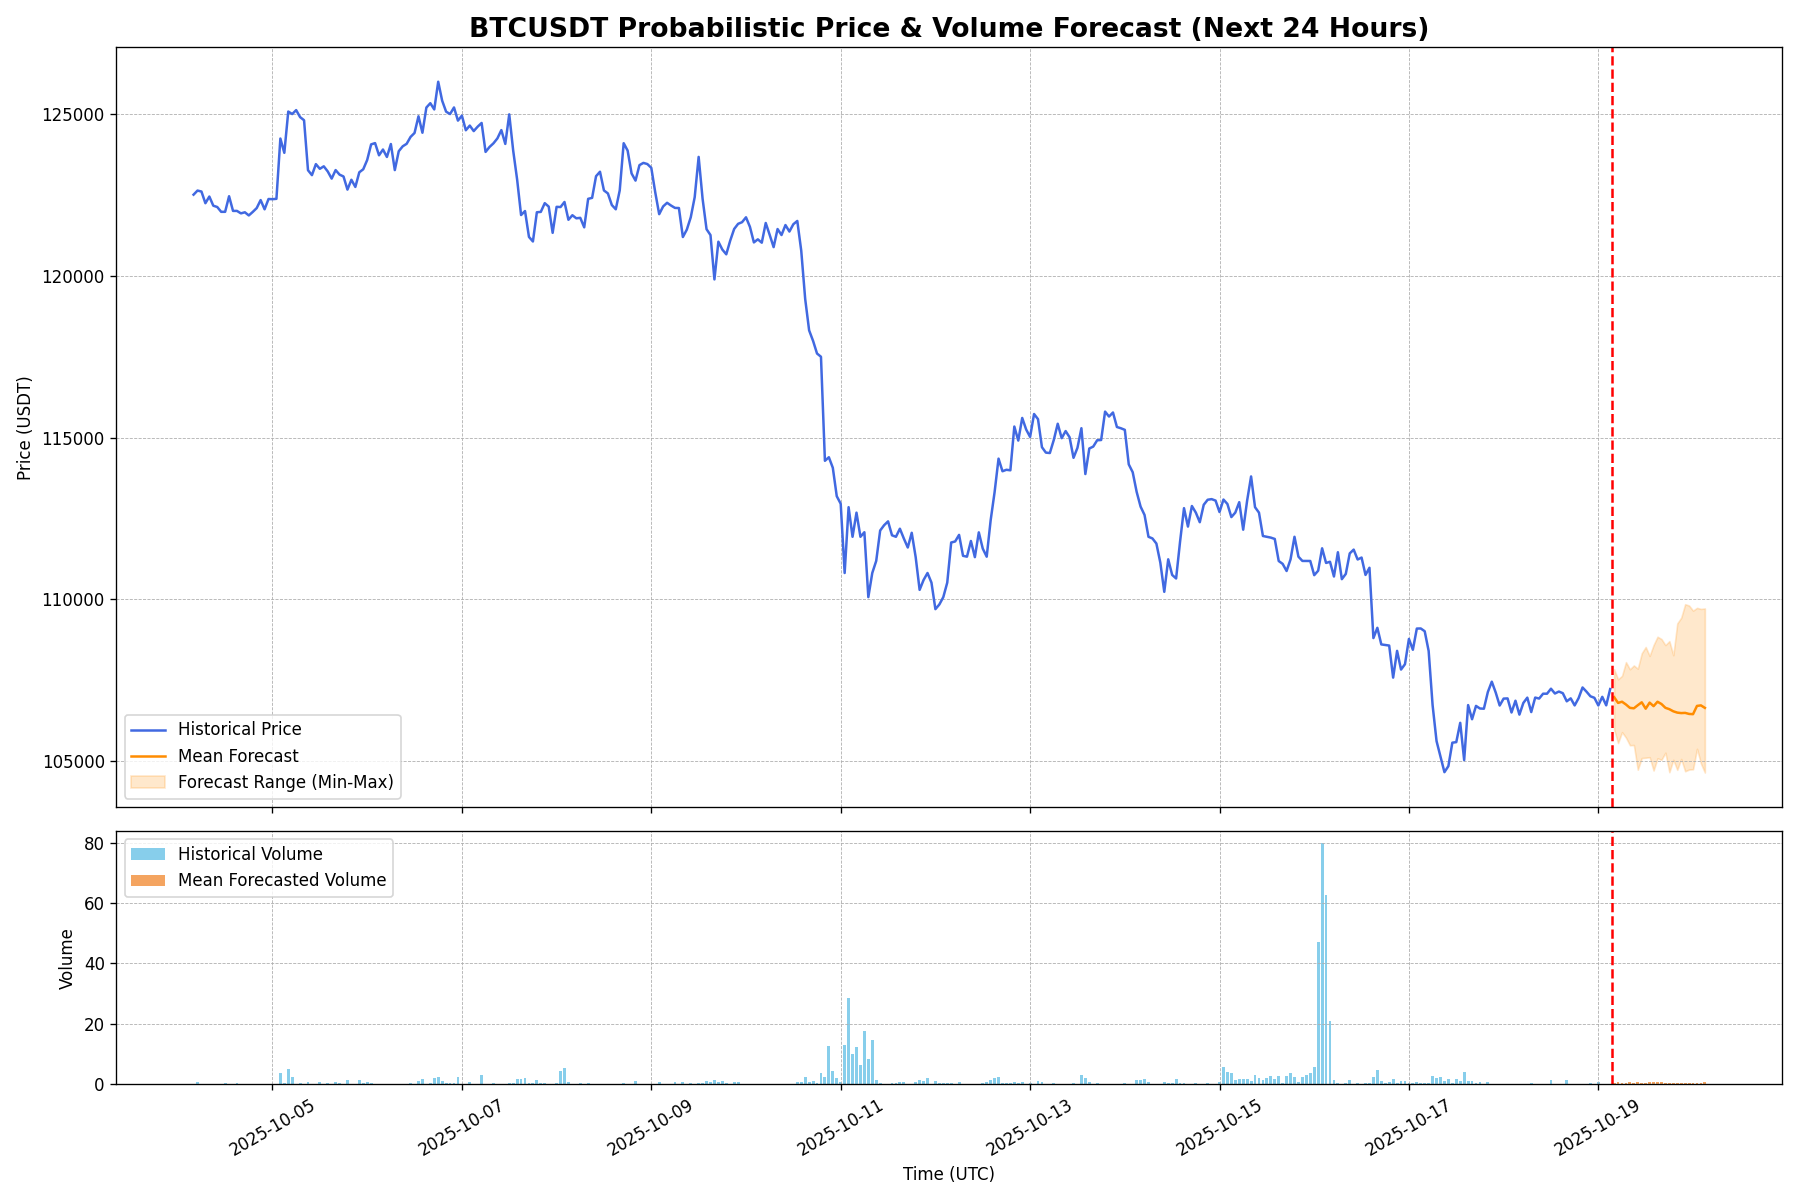 BTCUSDT Probabilistic Price & Volume Forecast (Next 24 Hours)
125000
120000
115000
110000
105000
Price (USDT)
Historical Price
Mean Forecast
Forecast Range (Min-Max)
80
60
40
20
0
Volume
Historical Volume
Mean Forecasted Volume
2025-10-05
2025-10-07
2025-10-09
2025-10-11
2025-10-13
2025-10-15
2025-10-17
2025-10-19
Time (UTC)